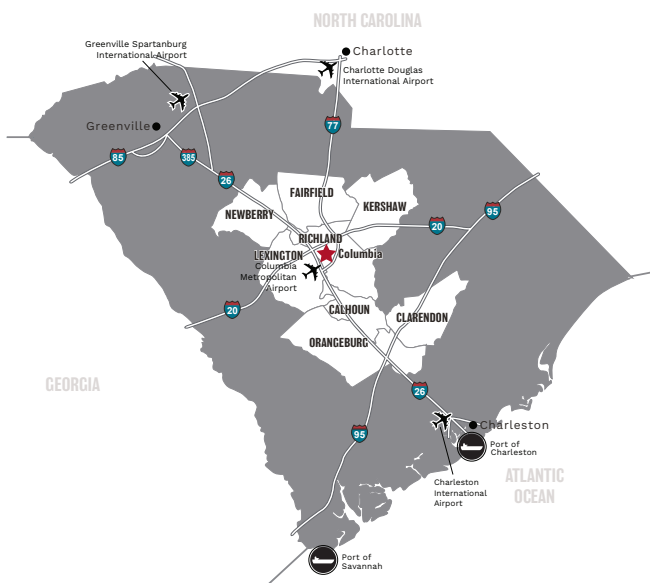 NORTH CAROLINA
Greenville Spartanburg
International Airport
Charlotte
Charlotte Douglas
International Airport
Greenville
77
85
385
26
FAIRFIELD
KERSHAW
NEWBERRY
95
20
RICHLAND
LEXINGTON
Columbia
Columbia
Metropolitan
Airport
20
CALHOUN
CLARENDON
ORANGEBURG
GEORGIA
26
95
Charleston
Port of
Charleston
ATLANTIC
OCEAN
Charleston
International
Airport
Port of
Savannah